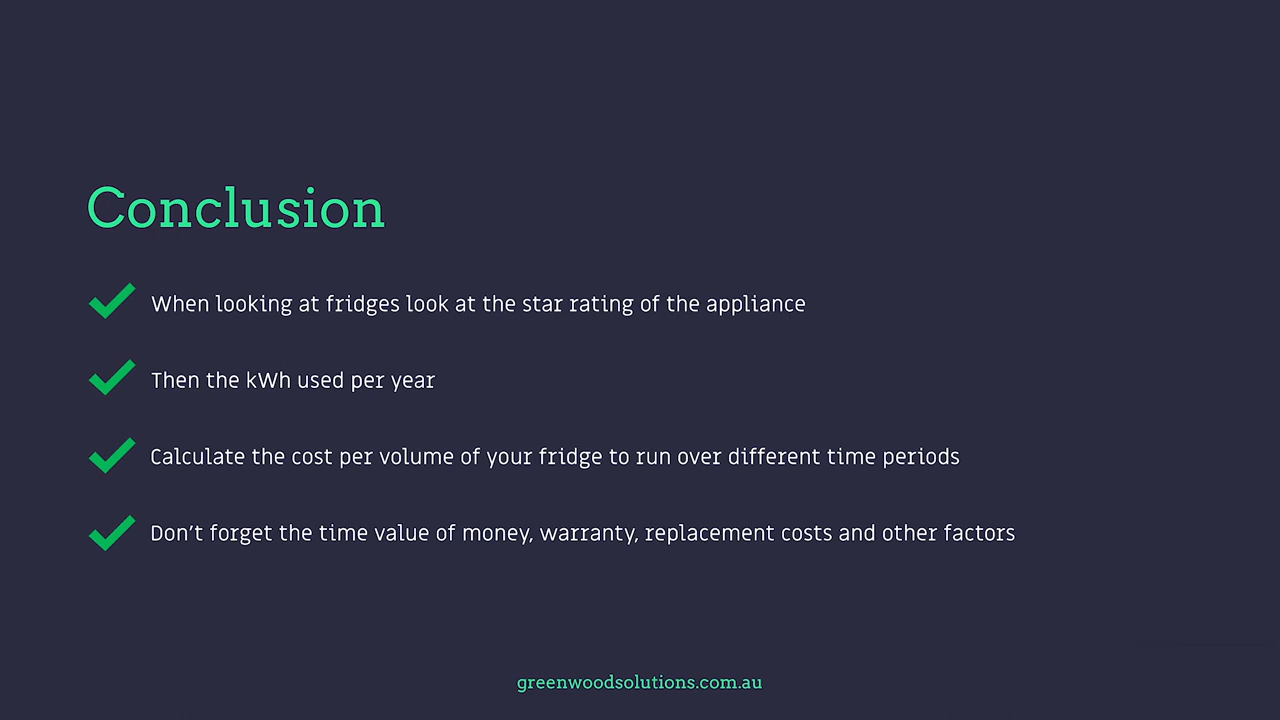 Conclusion
When looking at fridges look at the star rating of the appliance
Then the kWh used per year
Calculate the cost per volume of your fridge to run over different time periods
Don’t forget the time value of money, warranty, replacement costs and other factors
greenwoodsolutions.com.au